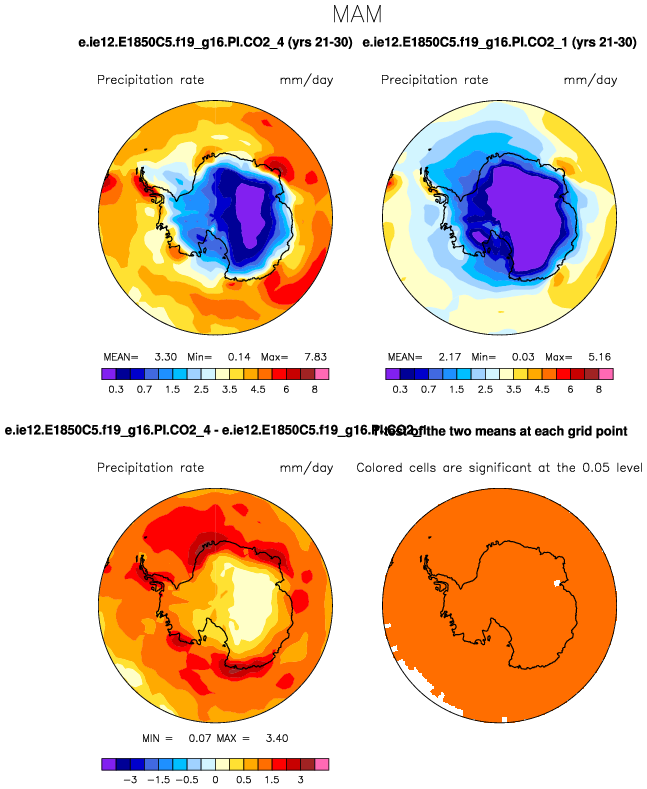 MAM
e.ie12.E1850C5.f19_g16.PI.CO2_4 (yrs 21-30) e.ie12.E1850C5.f19_g16.PI.CO2_1 (yrs 21-30)
Precipitation rate mm/day Precipitation rate mm/day
MEAN= 3.30 Min= 0.14 Max= 7.83 MEAN= 2.17 Min= 0.03 Max= 5.16
0.3 0.7 1.5 2.5 3.5 4.5 6 8 0.3 0.7 1.5 2.5 3.5 4.5 6 8
e.ie12.E1850C5.f19_g16.PI.CO2_4 - e.ie12.E1850C5.f19_g16.PI.CO2_1 T-test of the two means at each grid point
Precipitation rate mm/day Colored cells are significant at the 0.05 level
MIN = 0.07 MAX = 3.40
-3 -1.5 -0.5 0 0.5 1.5 3